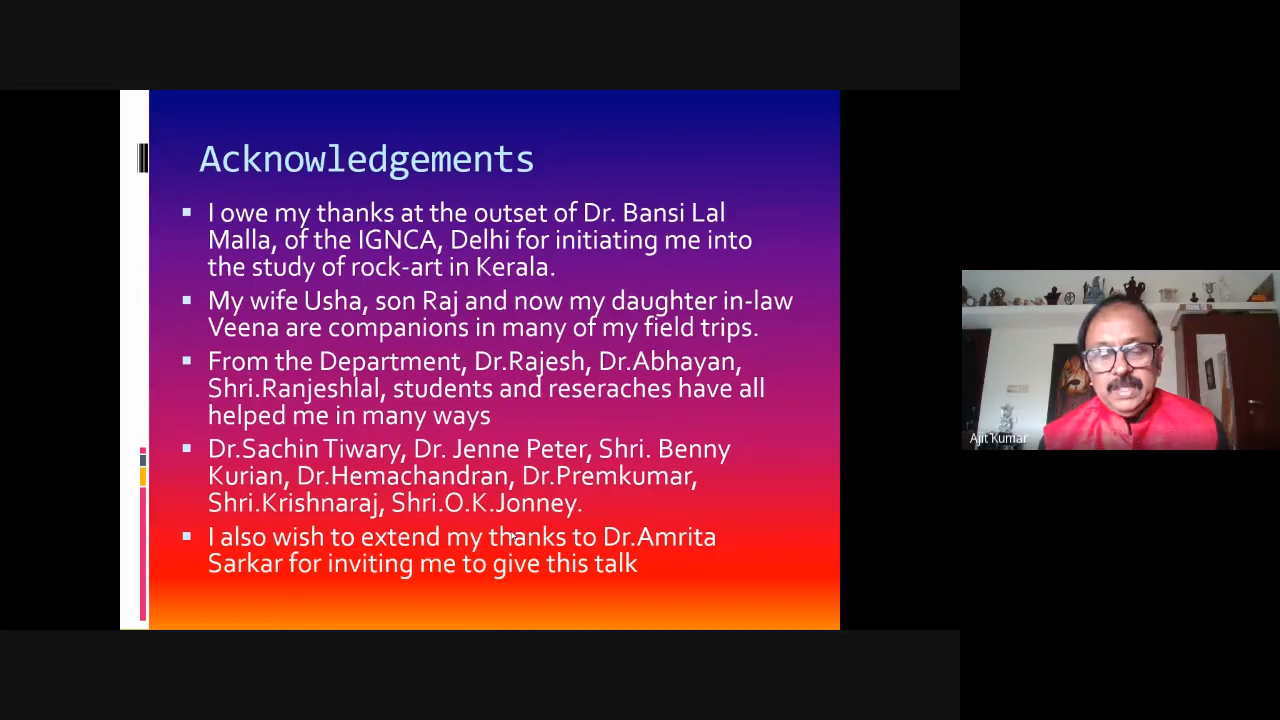 Acknowledgements
▪ I owe my thanks at the outset of Dr. Bansi Lal
Malla, of the IGNCA, Delhi for initiating me into
the study of rock-art in Kerala.
▪ My wife Usha, son Raj and now my daughter in-law
Veena are companions in many of my field trips.
▪ From the Department, Dr.Rajesh, Dr.Abhayan,
Shri.Ranjeshlal, students and reseraches have all
helped me in many ways
▪ Dr.Sachin Tiwary, Dr. Jenne Peter, Shri. Benny
Kurian, Dr.Hemachandran, Dr.Premkumar,
Shri.Krishnaraj, Shri.O.K.Jonney.
▪ I also wish to extend my thanks to Dr.Amrita
Sarkar for inviting me to give this talk
Ajit Kumar